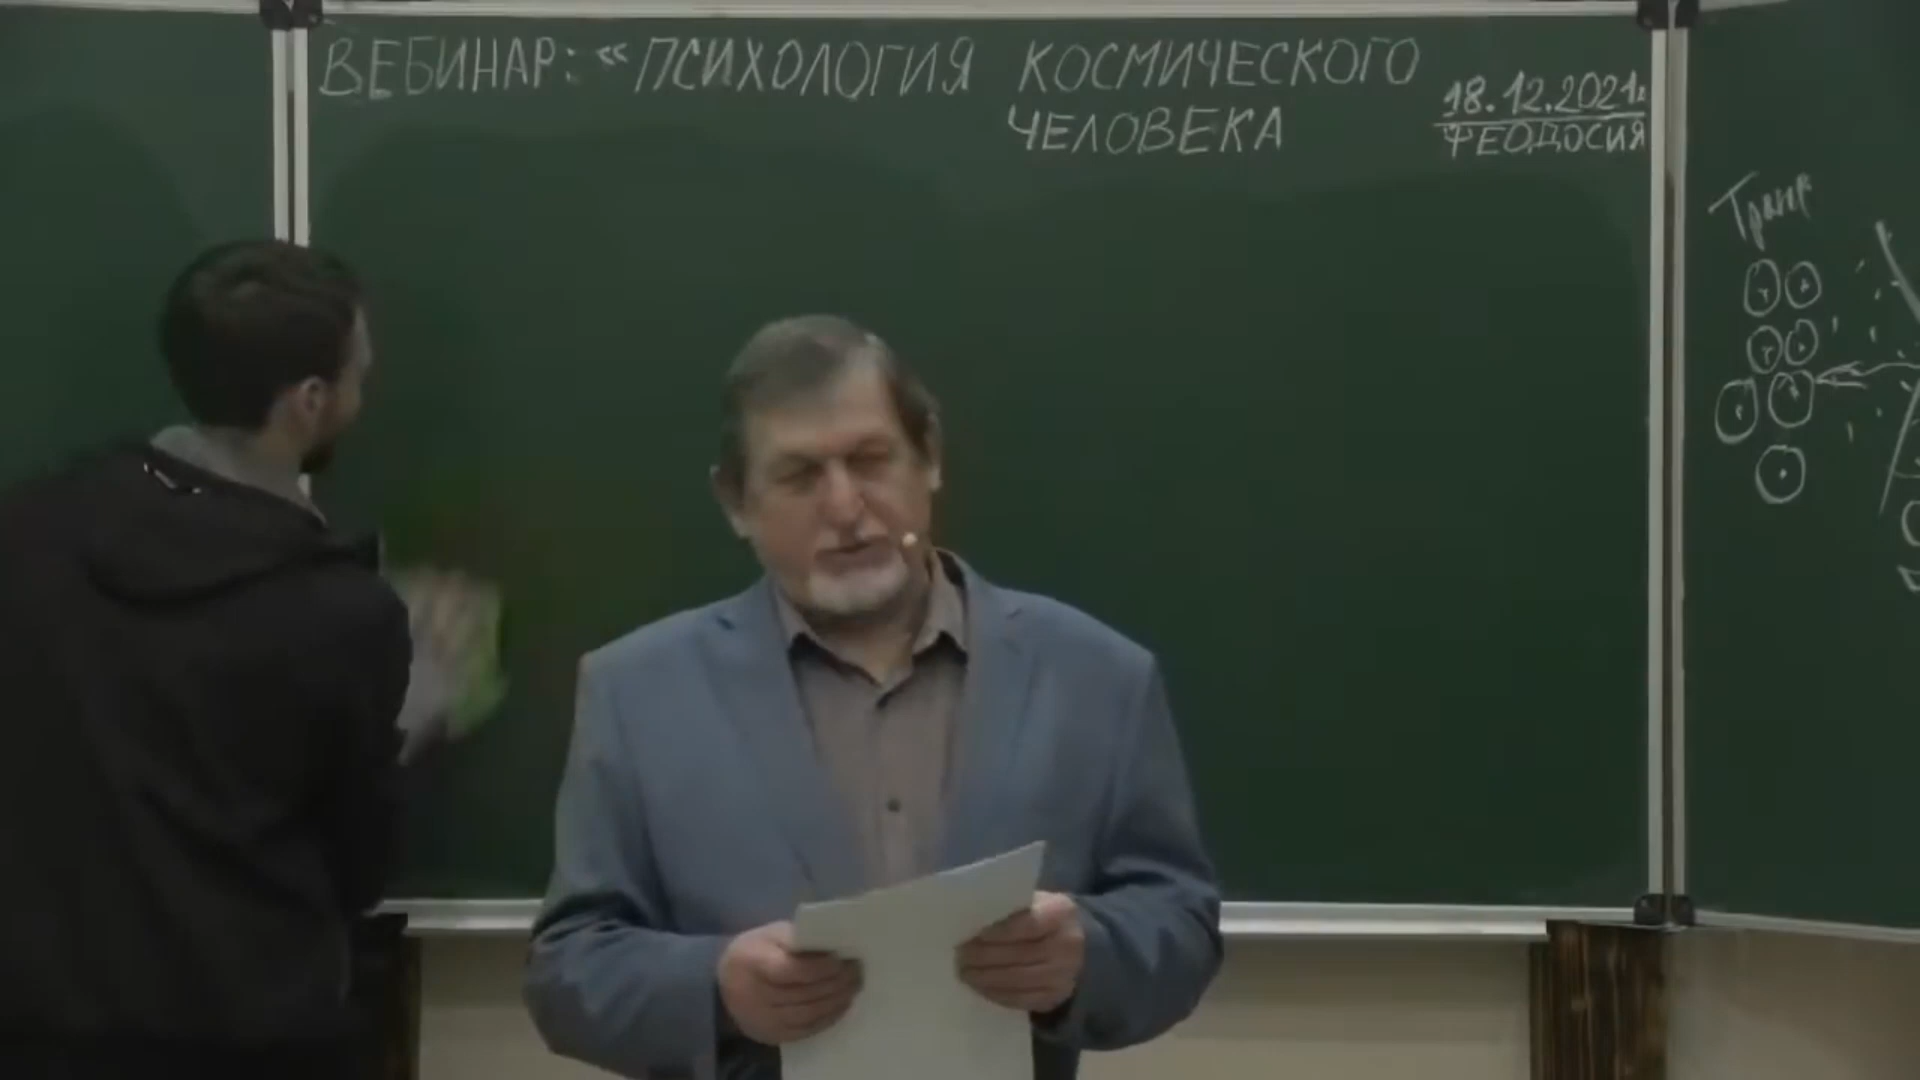 ВЕБИНАР: «ПСИХОЛОГИЯ КОСМИЧЕСКОГО
ЧЕЛОВЕКА
18.12.2021г.
ФЕОДОСИЯ